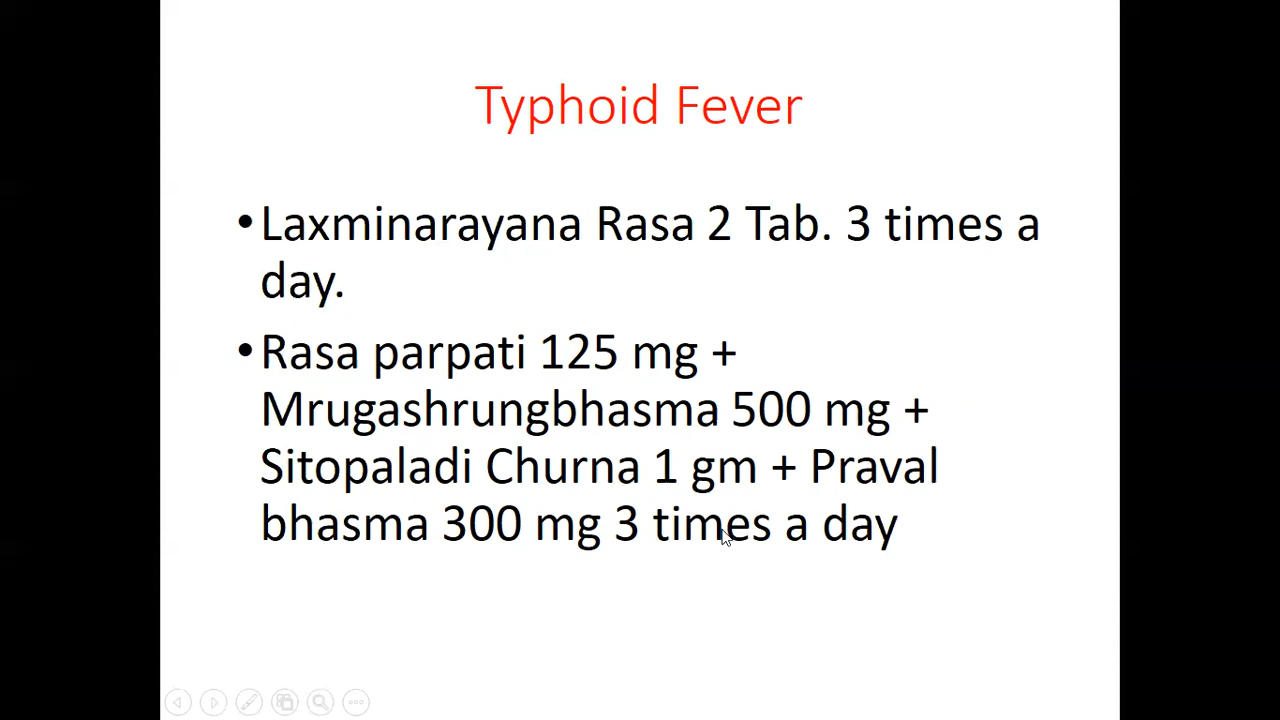 Typhoid Fever
•Laxminarayana Rasa 2 Tab. 3 times a
day.
•Rasa parpati 125 mg +
Mrugashrungbhasma 500 mg +
Sitopaladi Churna 1 gm + Praval
bhasma 300 mg 3 times a day